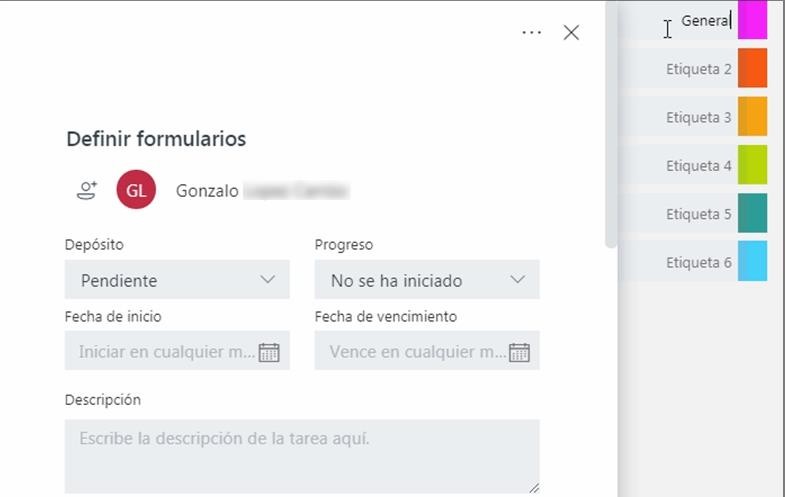 General
Etiqueta 2
Etiqueta 3
Etiqueta 4
Etiqueta 5
Etiqueta 6
Definir formularios
GL Gonzalo
Depósito
Pendiente
Progreso
No se ha iniciado
Fecha de inicio
Iniciar en cualquier m...
Fecha de vencimiento
Vence en cualquier m...
Descripción
Escribe la descripción de la tarea aquí.